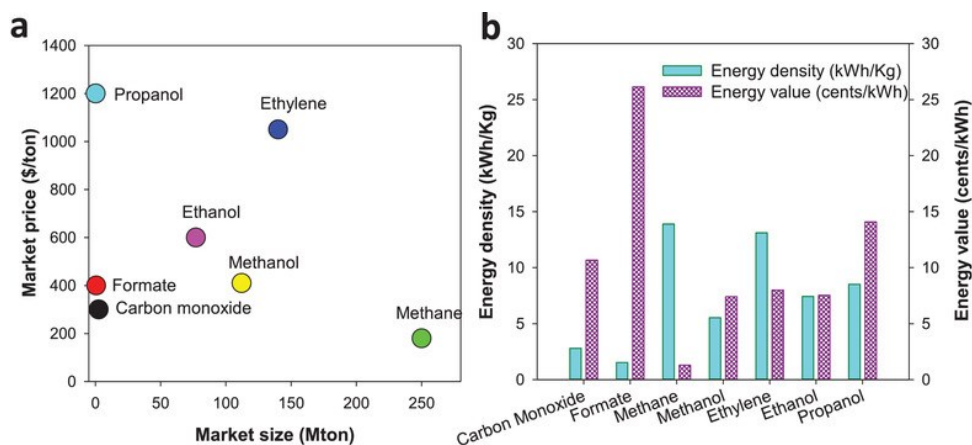 a
1400
1200
1000
800
600
400
200
0
Market price ($/ton)
Propanol
Ethylene
Ethanol
Methanol
Formate
Carbon monoxide
Methane
0 50 100 150 200 250
Market size (Mton)
b
30
25
20
15
10
5
0
Energy density (kWh/Kg)
Energy density (kWh/Kg)
Energy value (cents/kWh)
30
25
20
15
10
5
0
Energy value (cents/kWh)
Carbon Monoxide
Formate
Methane
Methanol
Ethylene
Ethanol
Propanol